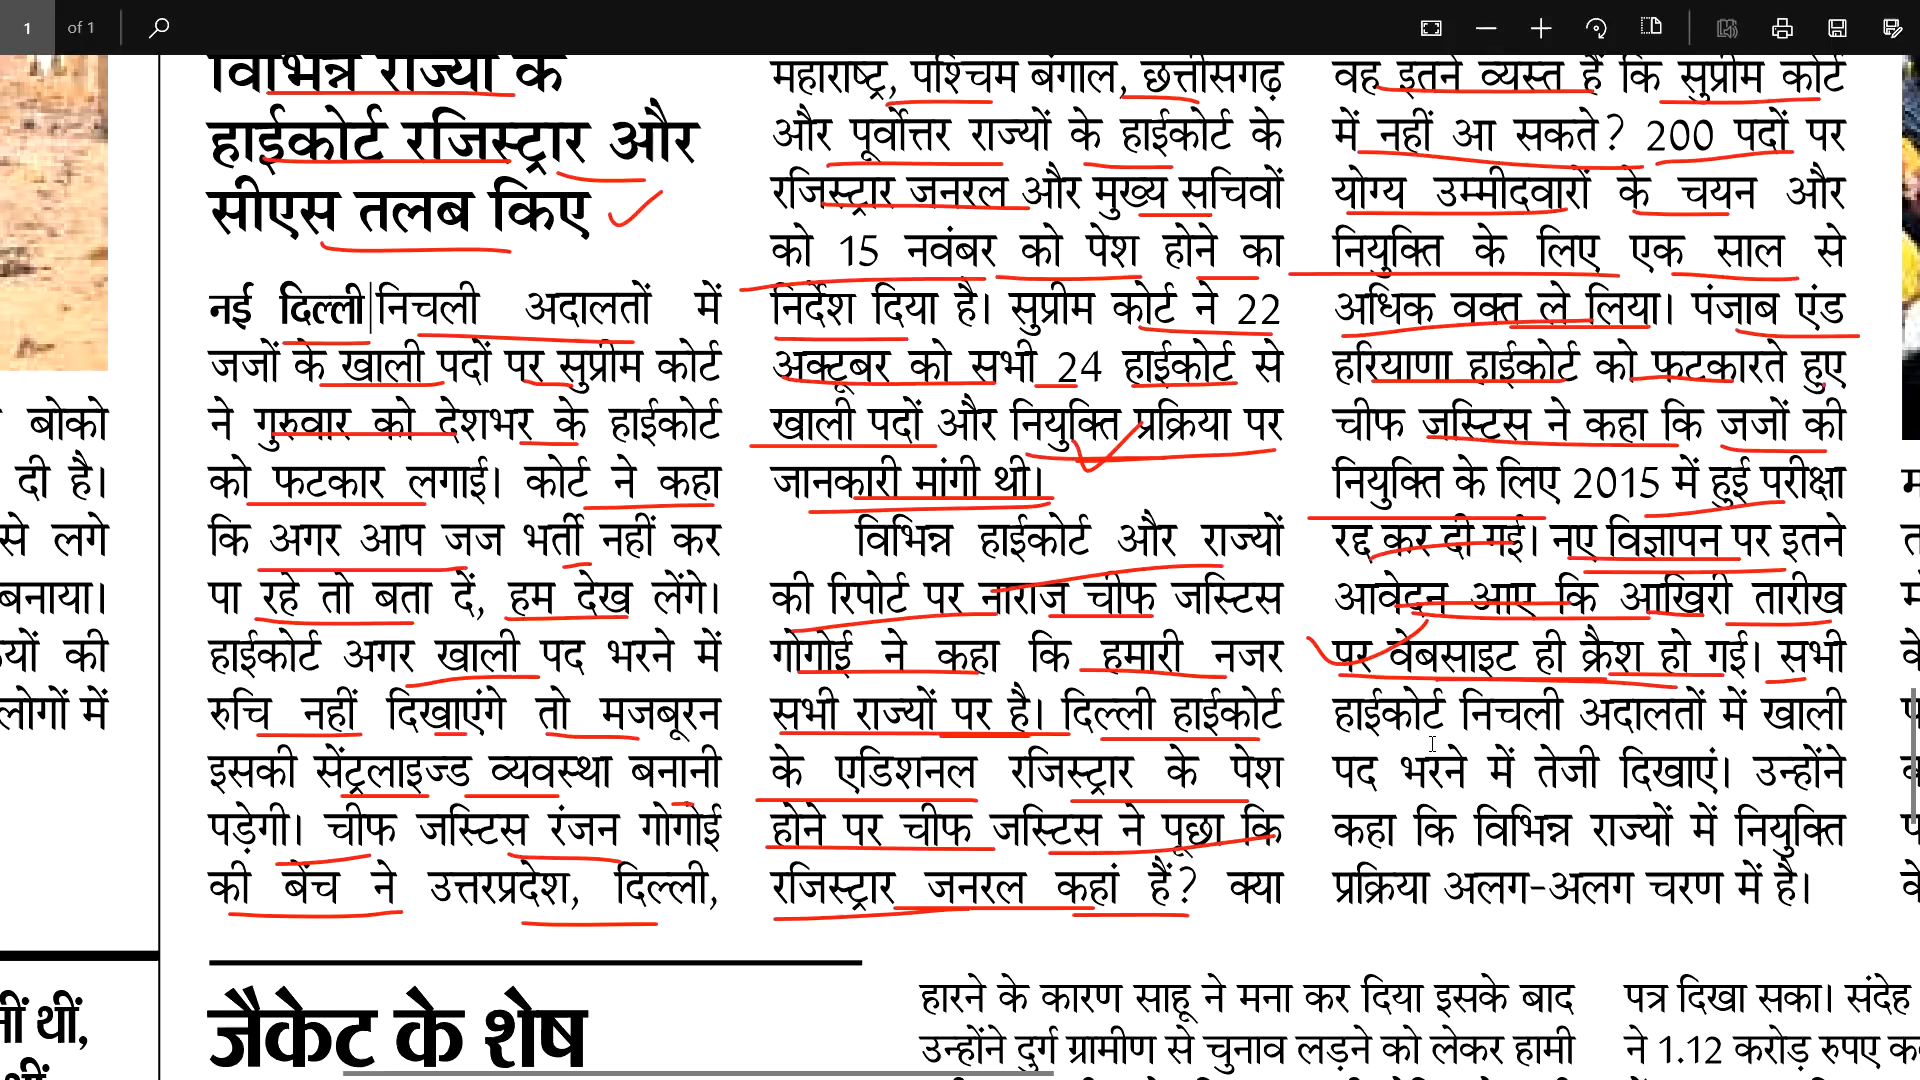 1 of 1
विभिन्न राज्यों के
हाईकोर्ट रजिस्ट्रार और
सीएस तलब किए
नई दिल्ली|निचली अदालतों में
जजों के खाली पदों पर सुप्रीम कोर्ट
ने गुरुवार को देशभर के हाईकोर्ट
को फटकार लगाई। कोर्ट ने कहा
कि अगर आप जज भर्ती नहीं कर
पा रहे तो बता दें, हम देख लेंगे।
हाईकोर्ट अगर खाली पद भरने में
रुचि नहीं दिखाएंगे तो मजबूरन
इसकी सेंट्रलाइज्ड व्यवस्था बनानी
पड़ेगी। चीफ जस्टिस रंजन गोगोई
की बेंच ने उत्तरप्रदेश, दिल्ली,
महाराष्ट्र, पश्चिम बंगाल, छत्तीसगढ़
और पूर्वोत्तर राज्यों के हाईकोर्ट के
रजिस्ट्रार जनरल और मुख्य सचिवों
को 15 नवंबर को पेश होने का
निर्देश दिया है। सुप्रीम कोर्ट ने 22
अक्टूबर को सभी 24 हाईकोर्ट से
खाली पदों और नियुक्ति प्रक्रिया पर
जानकारी मांगी थी।
विभिन्न हाईकोर्ट और राज्यों
की रिपोर्ट पर नाराज चीफ जस्टिस
गोगोई ने कहा कि हमारी नजर
सभी राज्यों पर है। दिल्ली हाईकोर्ट
के एडिशनल रजिस्ट्रार के पेश
होने पर चीफ जस्टिस ने पूछा कि
रजिस्ट्रार जनरल कहां हैं? क्या
वह इतने व्यस्त हैं कि सुप्रीम कोर्ट
में नहीं आ सकते? 200 पदों पर
योग्य उम्मीदवारों के चयन और
नियुक्ति के लिए एक साल से
अधिक वक्त ले लिया। पंजाब एंड
हरियाणा हाईकोर्ट को फटकारते हुए
चीफ जस्टिस ने कहा कि जजों की
नियुक्ति के लिए 2015 में हुई परीक्षा
रद्द कर दी गई। नए विज्ञापन पर इतने
आवेदन आए कि आखिरी तारीख
पर वेबसाइट ही क्रैश हो गई। सभी
हाईकोर्ट निचली अदालतों में खाली
पद भरने में तेजी दिखाएं। उन्होंने
कहा कि विभिन्न राज्यों में नियुक्ति
प्रक्रिया अलग-अलग चरण में है।
बोको
दी है।
से लगे
बनाया।
यों की
लोगों में
थीं,
जैकेट के शेष
हारने के कारण साहू ने मना कर दिया इसके बाद
उन्होंने दुर्ग ग्रामीण से चुनाव लड़ने को लेकर हामी
पत्र दिखा सका। संदेह
ने 1.12 करोड़ रुपए